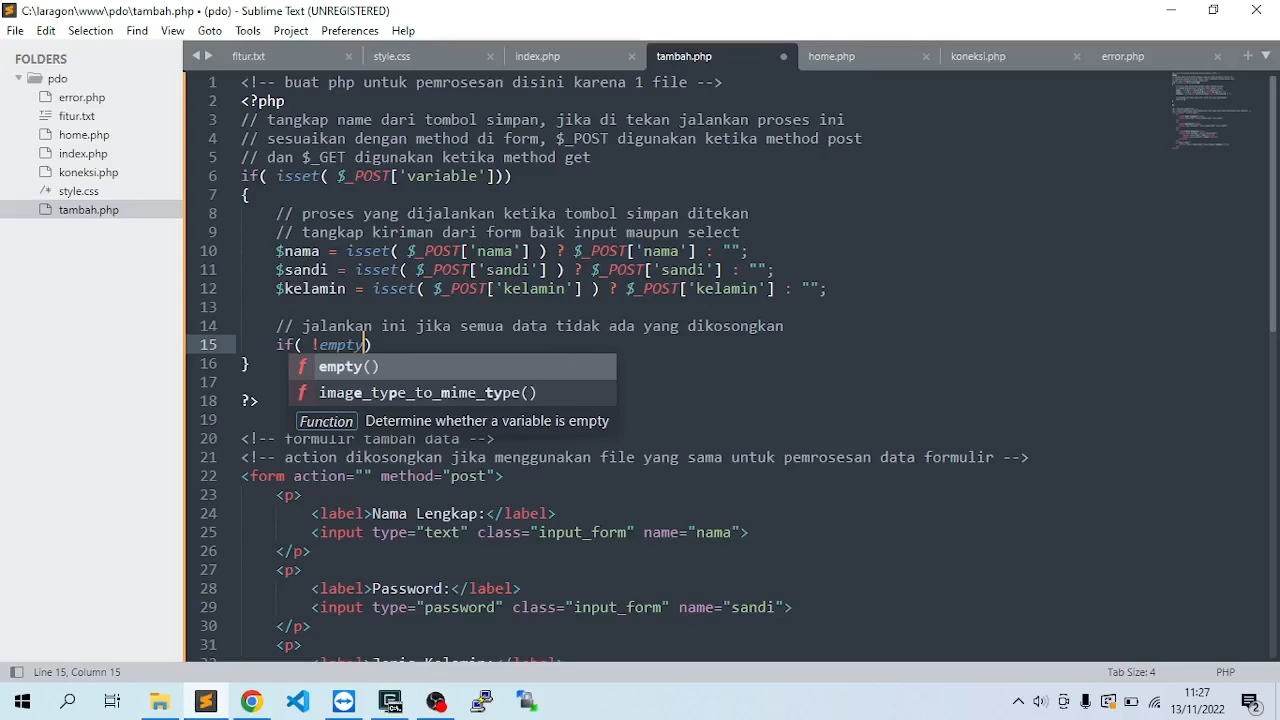 C:\laragon\www\pdo\tambah.php • (pdo) - Sublime Text (UNREGISTERED)
File Edit Selection Find View Goto Tools Project Preferences Help
FOLDERS
pdo
error.php
fitur.txt
home.php
index.php
koneksi.php
style.css
tambah.php
fitur.txt style.css index.php tambah.php home.php koneksi.php error.php
1 <!-- buat php untuk pemrosesan disini karena 1 file -->
2 <?php
3 // tangkap name dari tombol simpan, jika di tekan jalankan proses ini
4 // sesuaikan dengan method di form, $_POST digunakan ketika method post
5 // dan $_GET digunakan ketika method get
6 if( isset( $_POST['variable']))
7 {
8 // proses yang dijalankan ketika tombol simpan ditekan
9 // tangkap kiriman dari form baik input maupun select
10 $nama = isset( $_POST['nama'] ) ? $_POST['nama'] : "";
11 $sandi = isset( $_POST['sandi'] ) ? $_POST['sandi'] : "";
12 $kelamin = isset( $_POST['kelamin'] ) ? $_POST['kelamin'] : "";
13
14 // jalankan ini jika semua data tidak ada yang dikosongkan
15 if( !empty)
16 }
17
18 ?>
19
20 <!-- formulir tambah data -->
21 <!-- action dikosongkan jika menggunakan file yang sama untuk pemrosesan data formulir -->
22 <form action="" method="post">
23 <p>
24 <label>Nama Lengkap:</label>
25 <input type="text" class="input_form" name="nama">
26 </p>
27 <p>
28 <label>Password:</label>
29 <input type="password" class="input_form" name="sandi">
30 </p>
31 <p>
f empty()
f image_type_to_mime_type()
Function Determine whether a variable is empty
Line 15, Column 15
Tab Size: 4 PHP
11:27
13/11/2022
2